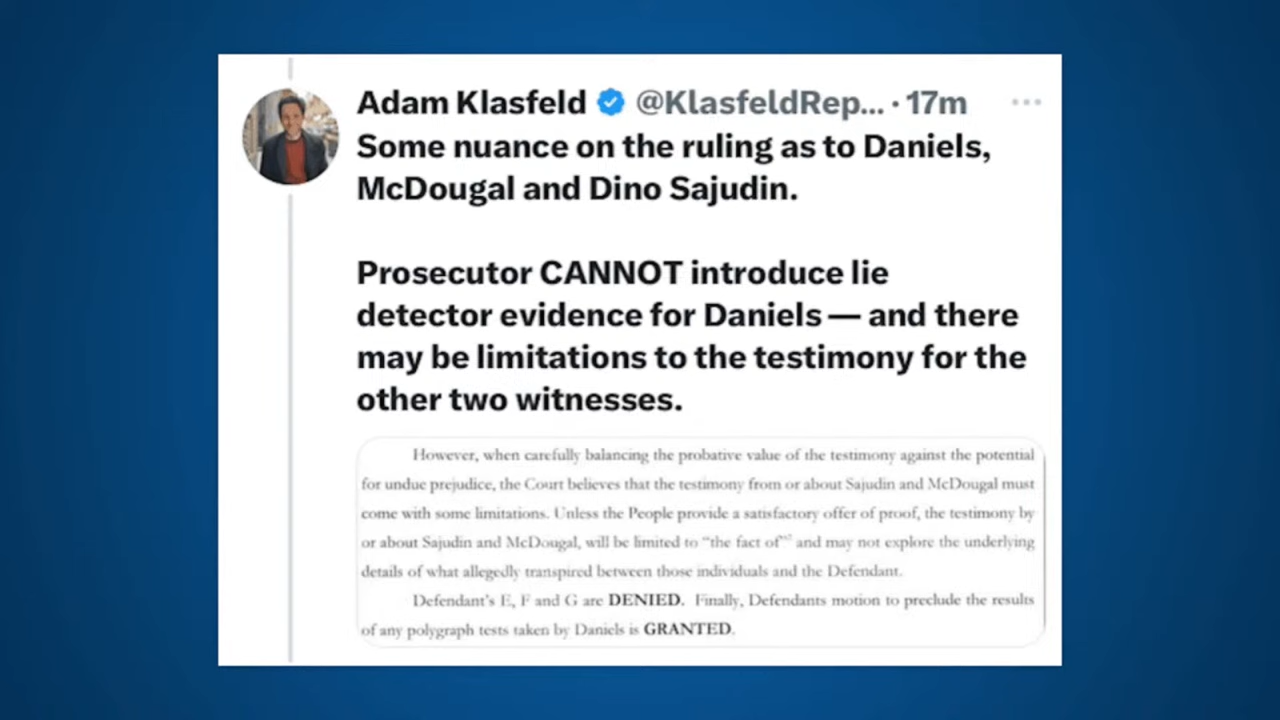 Adam Klasfeld @KlasfeldRep... · 17m
Some nuance on the ruling as to Daniels,
McDougal and Dino Sajudin.
Prosecutor CANNOT introduce lie
detector evidence for Daniels — and there
may be limitations to the testimony for the
other two witnesses.
However, when carefully balancing the probative value of the testimony against the potential
for undue prejudice, the Court believes that the testimony from or about Sajudin and McDougal must
come with some limitations. Unless the People provide a satisfactory offer of proof, the testimony by
or about Sajudin and McDougal, will be limited to “the fact of” and may not explore the underlying
details of what allegedly transpired between those individuals and the Defendant.
Defendant's E, F and G are DENIED. Finally, Defendants motion to preclude the results
of any polygraph tests taken by Daniels is GRANTED.